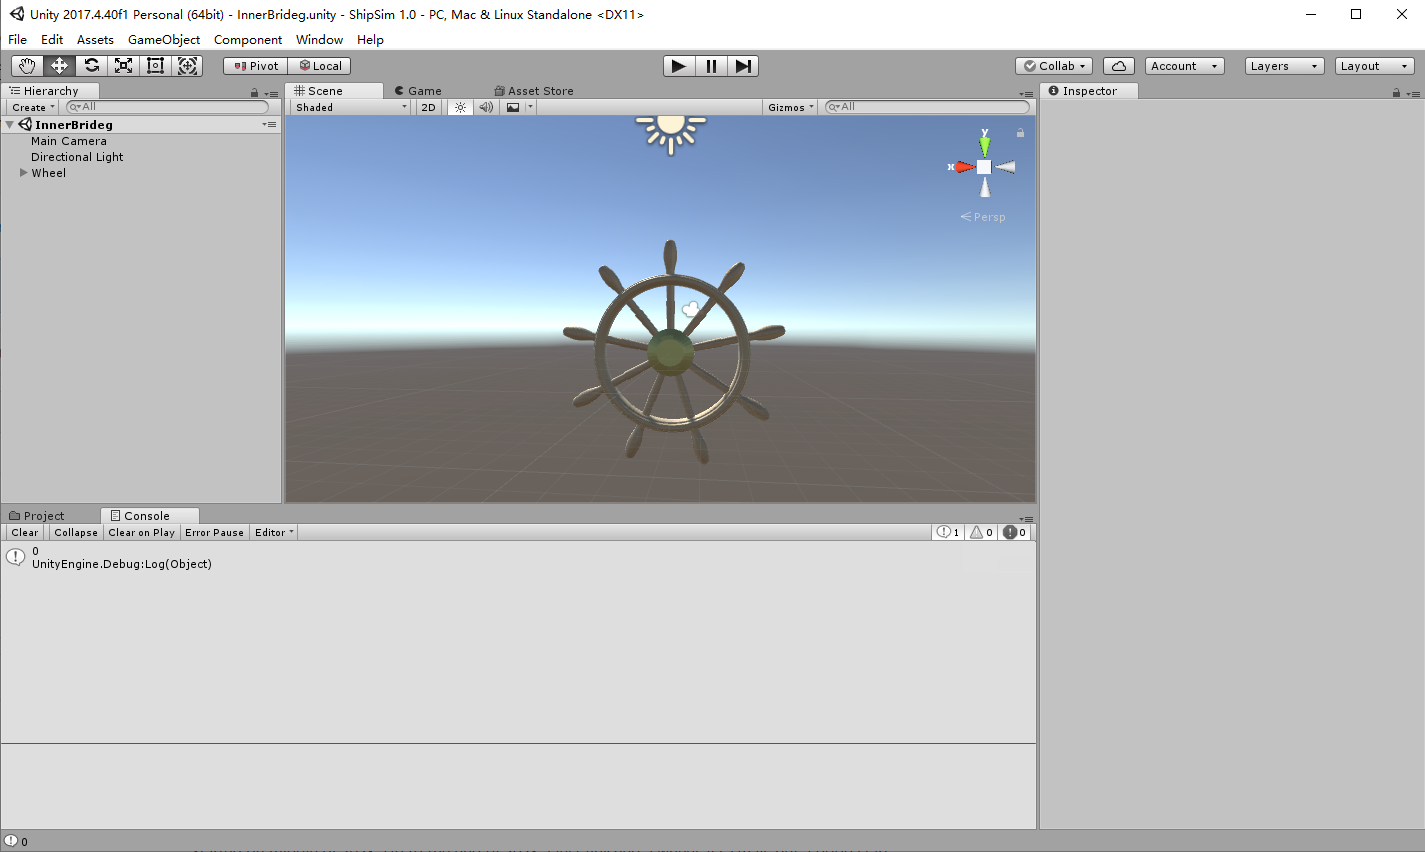 Unity 2017.4.40f1 Personal (64bit) - InnerBrideg.unity - ShipSim 1.0 - PC, Mac & Linux Standalone <DX11>
File Edit Assets GameObject Component Window Help
Pivot Local Collab Account Layers Layout
Hierarchy Scene Game Asset Store Inspector
Create All Shaded 2D Gizmos All
InnerBrideg
Main Camera
Directional Light
Wheel
y
x
Persp
Project Console
Clear Collapse Clear on Play Error Pause Editor 1 0 0
0
UnityEngine.Debug:Log(Object)
0